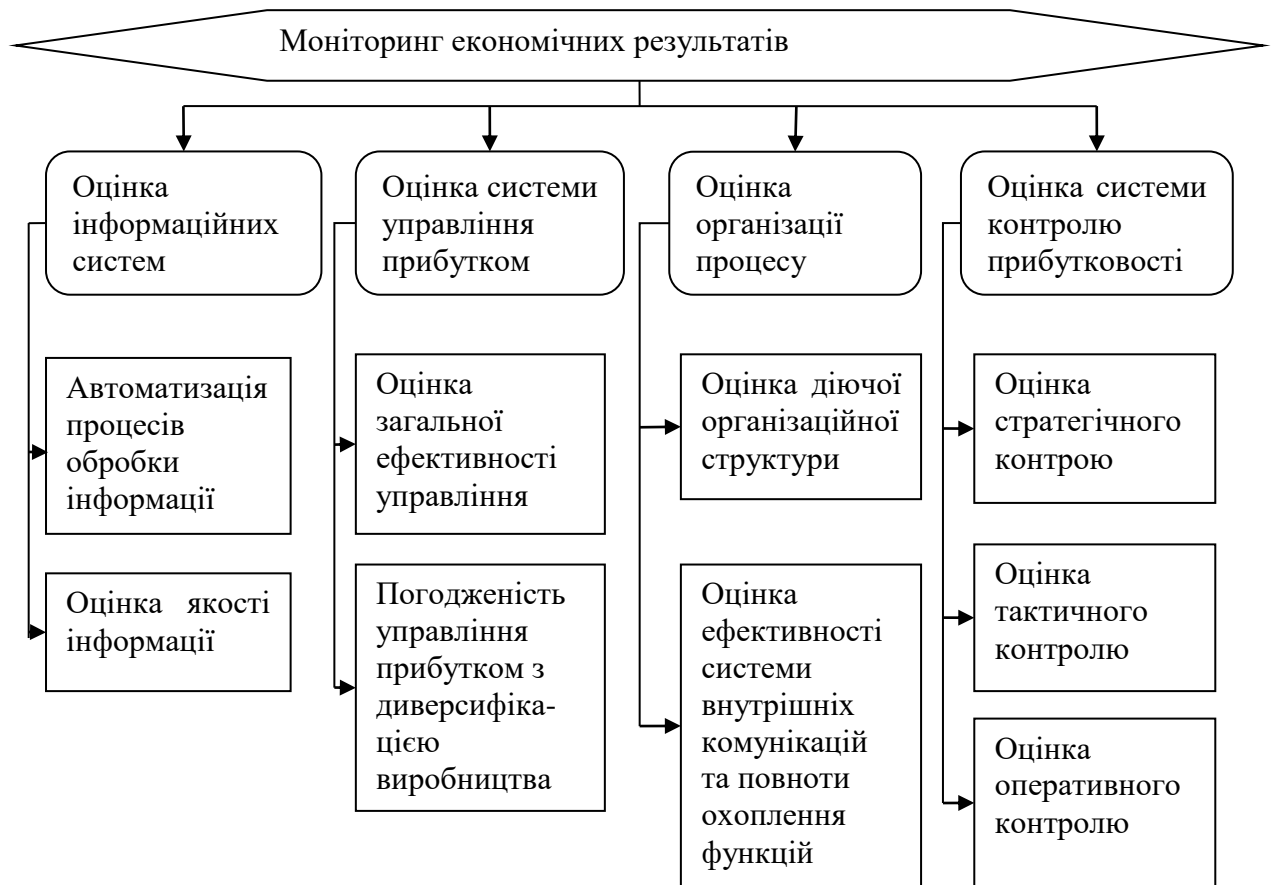 Моніторинг економічних результатів
Оцінка
інформаційних
систем
Оцінка системи
управління
прибутком
Оцінка
організації
процесу
Оцінка системи
контролю
прибутковості
Автоматизація
процесів
обробки
інформації
Оцінка
загальної
ефективності
управління
Оцінка діючої
організаційної
структури
Оцінка
стратегічного
контрою
Оцінка якості
інформації
Погодженість
управління
прибутком з
диверсифіка-
цією
виробництва
Оцінка
ефективності
системи
внутрішніх
комунікацій
та повноти
охоплення
функцій
Оцінка
тактичного
контролю
Оцінка
оперативного
контролю